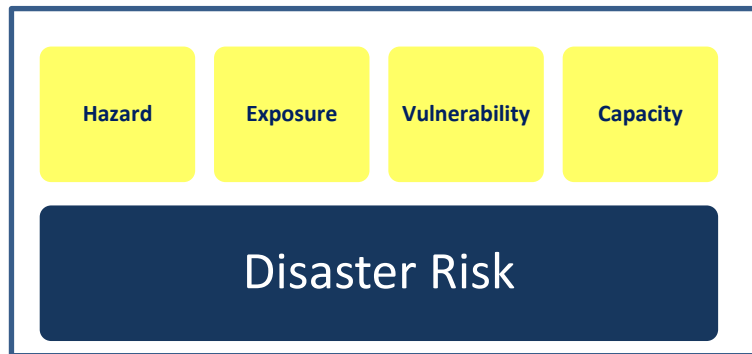 Hazard
Exposure
Vulnerability
Capacity
Disaster Risk